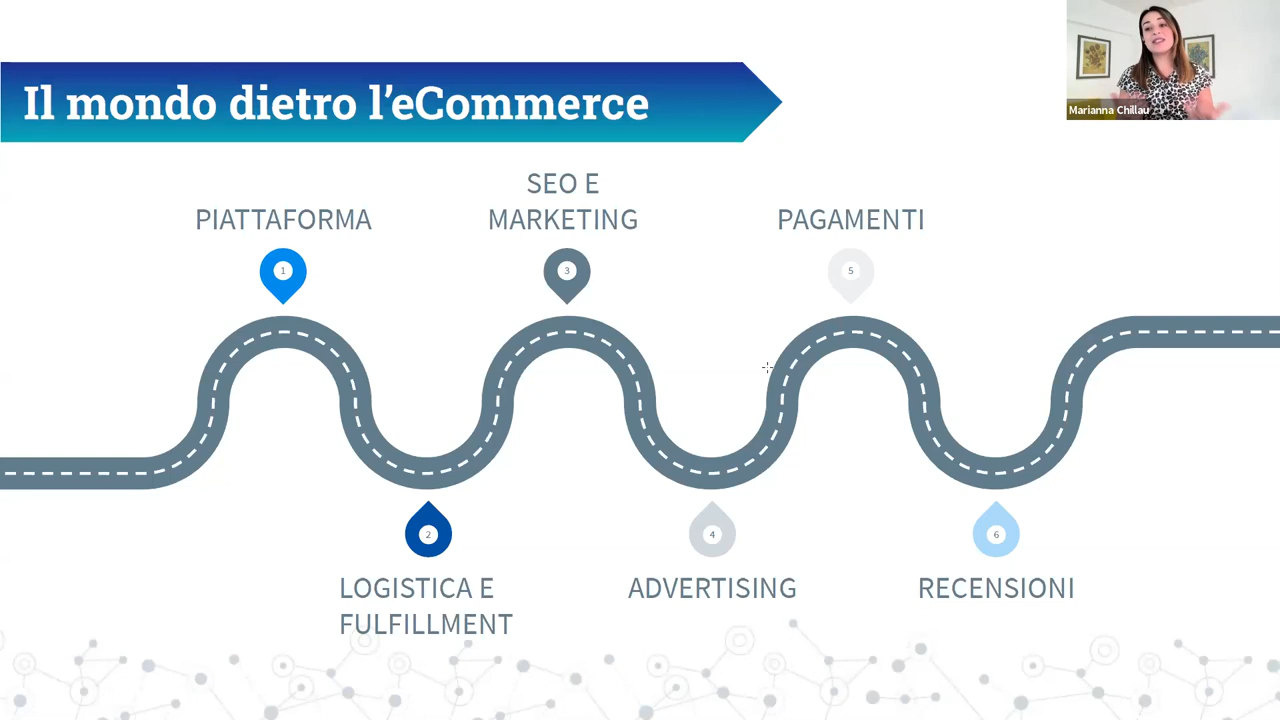 Il mondo dietro l’eCommerce
Marianna Chillau
SEO E
MARKETING
PIATTAFORMA
PAGAMENTI
1
3
5
2
4
6
LOGISTICA E
FULFILLMENT
ADVERTISING
RECENSIONI